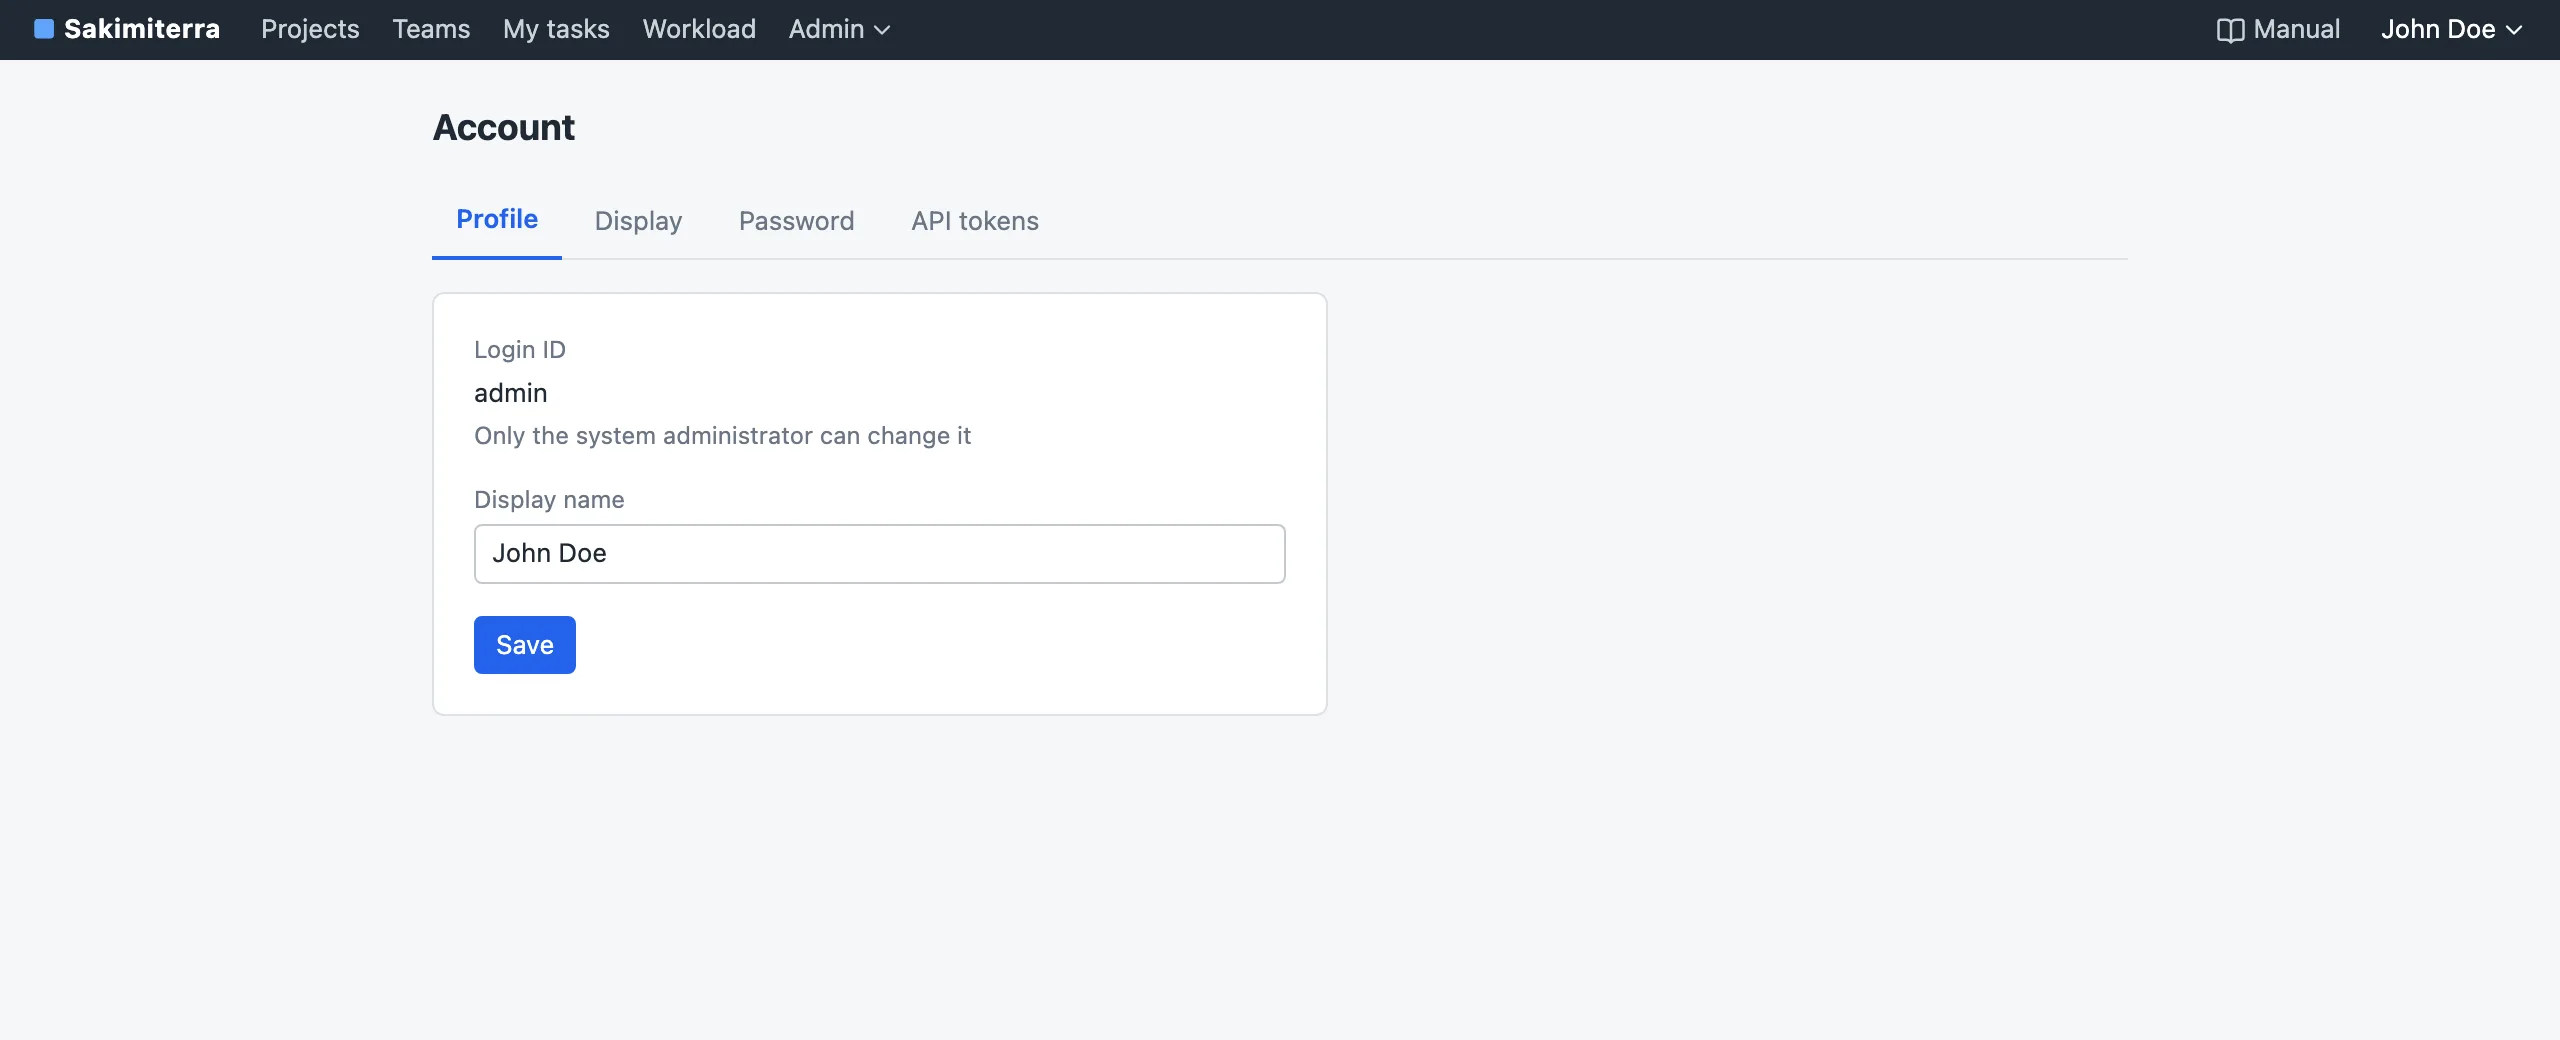 Sakimiterra Projects Teams My tasks Workload Admin Manual John Doe
Account
Profile Display Password API tokens
Login ID
admin
Only the system administrator can change it
Display name
John Doe
Save